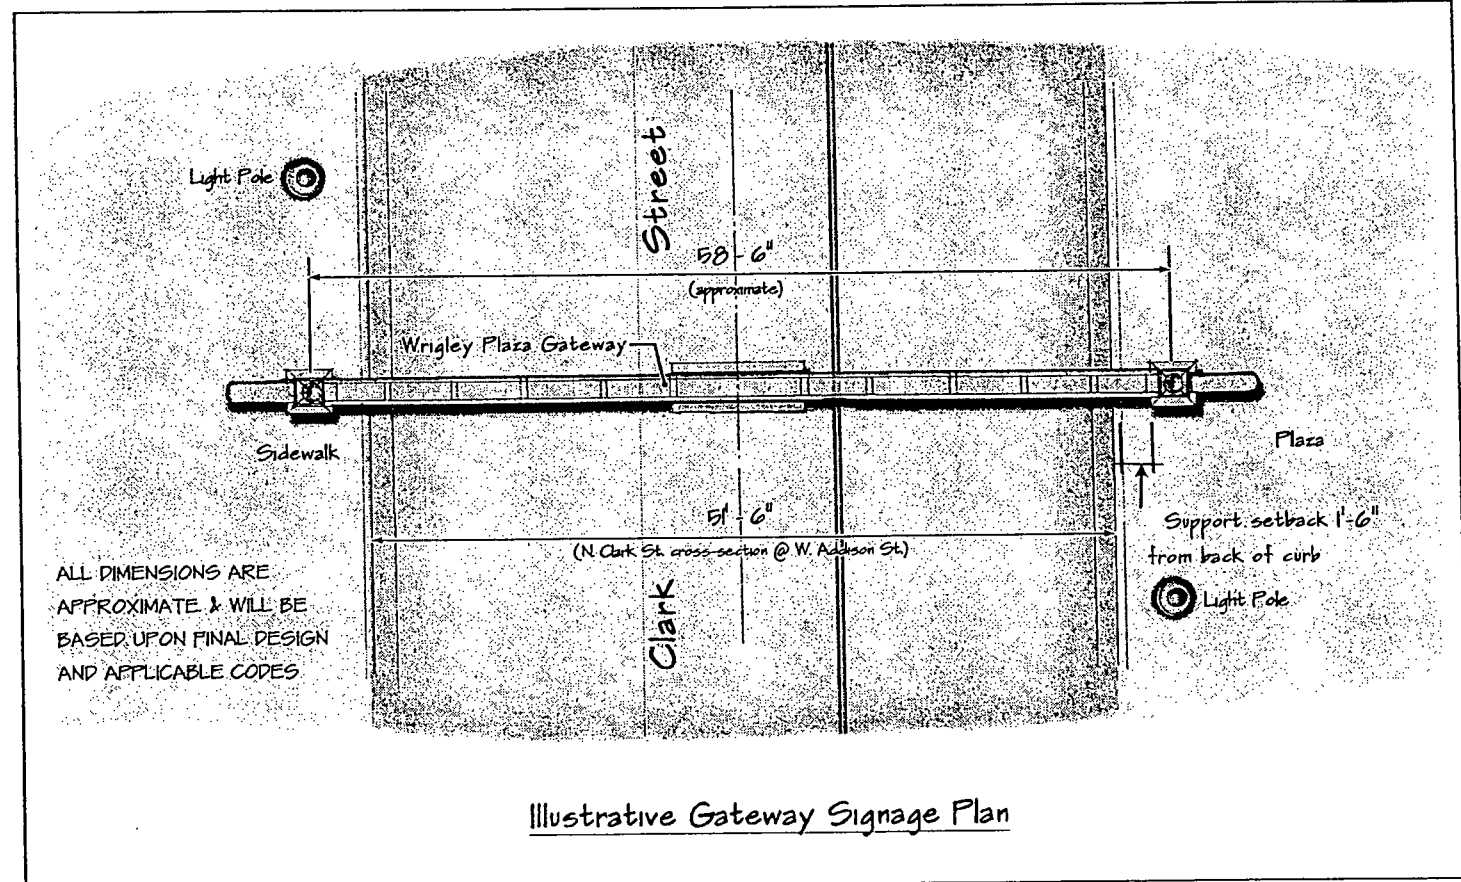 Street
Light Pole
58'-6"
(approximate)
Wrigley Plaza Gateway
Sidewalk
Plaza
51'-6"
(N. Clark St. cross-section @ W. Addison St.)
Support setback 1'-6"
from back of curb
Light Pole
Clark
ALL DIMENSIONS ARE
APPROXIMATE & WILL BE
BASED UPON FINAL DESIGN
AND APPLICABLE CODES
Illustrative Gateway Signage Plan